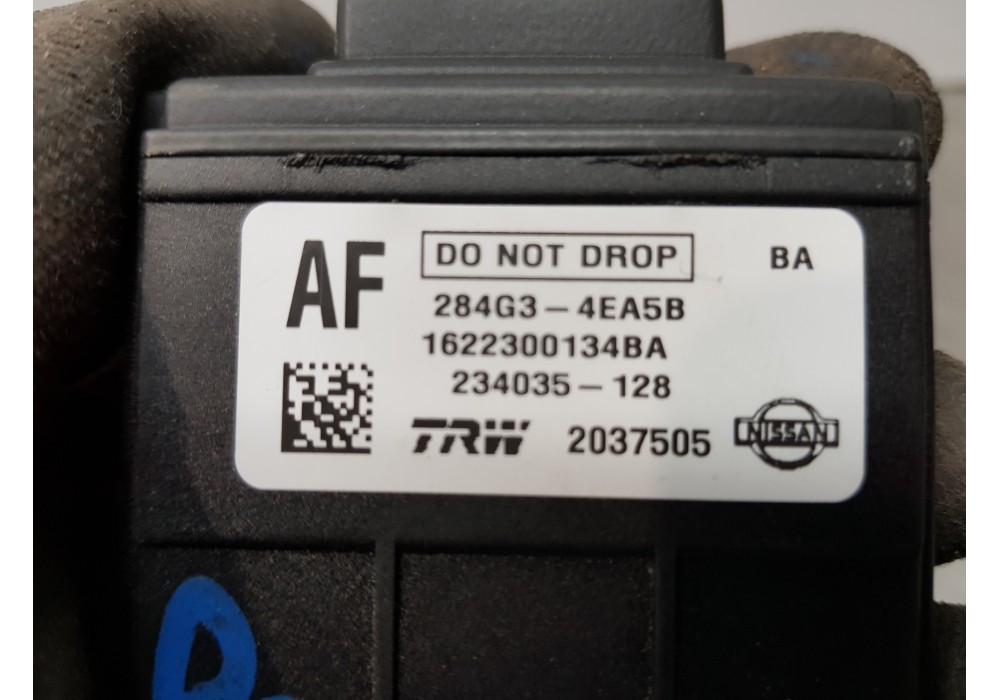 AF
DO NOT DROP
BA
284G3-4EA5B
1622300134BA
234035-128
TRW 2037505 NISSAN